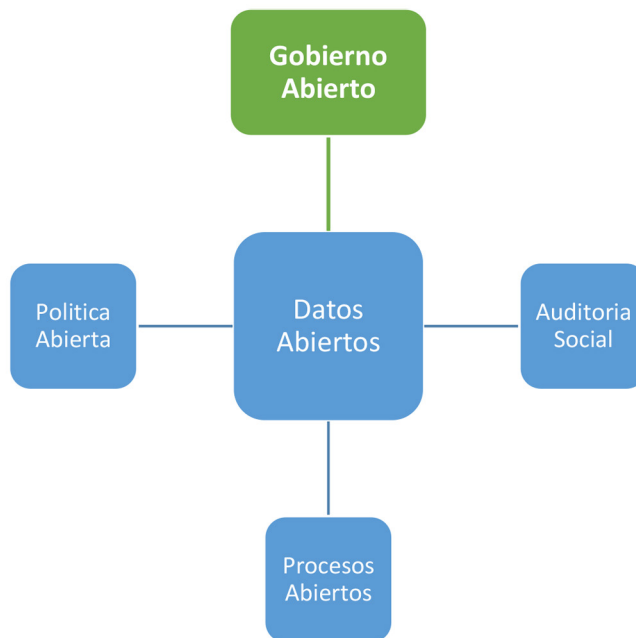 Gobierno
Abierto
Politica
Abierta
Datos
Abiertos
Auditoria
Social
Procesos
Abiertos